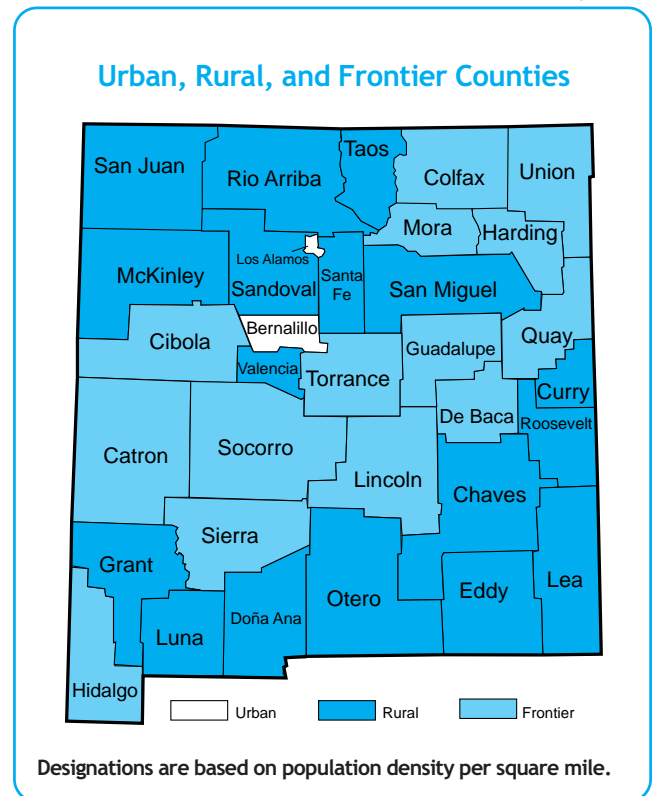 Urban, Rural, and Frontier Counties
San Juan
Rio Arriba
Taos
Colfax
Union
Mora
Harding
Los Alamos
McKinley
Sandoval
Santa
Fe
San Miguel
Bernalillo
Cibola
Quay
Guadalupe
Valencia
Torrance
Curry
De Baca
Roosevelt
Catron
Socorro
Lincoln
Chaves
Sierra
Grant
Lea
Otero
Eddy
Doña Ana
Luna
Hidalgo
Urban
Rural
Frontier
Designations are based on population density per square mile.